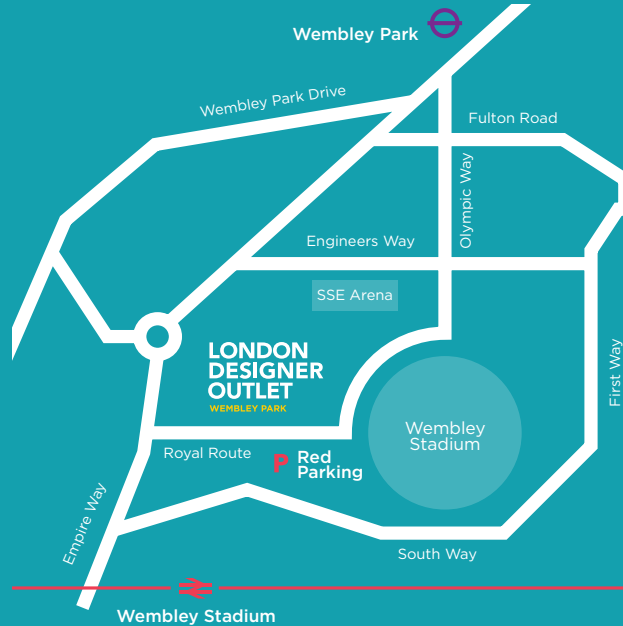 Wembley Park
Wembley Park Drive
Fulton Road
Olympic Way
Engineers Way
SSE Arena
LONDON
DESIGNER
OUTLET
WEMBLEY PARK
First Way
Wembley
Stadium
Royal Route
P Red
Parking
Empire Way
South Way
Wembley Stadium